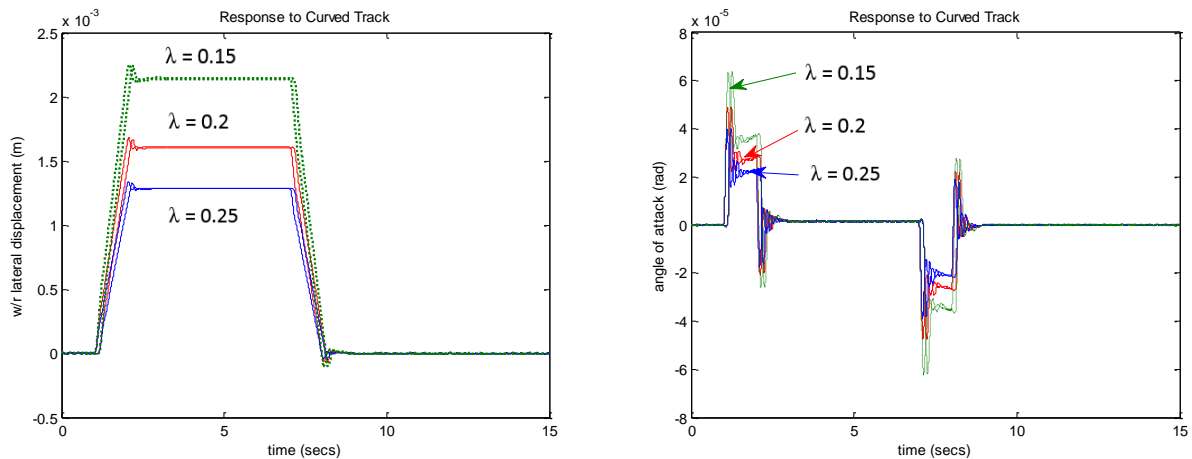 Response to Curved Track
x 10⁻³
2.5
2
1.5
1
0.5
0
-0.5
0
5
10
15
w/r lateral displacement (m)
time (secs)
λ = 0.15
λ = 0.2
λ = 0.25
Response to Curved Track
x 10⁻⁵
8
6
4
2
0
-2
-4
-6
-8
0
5
10
15
angle of attack (rad)
time (secs)
λ = 0.15
λ = 0.2
λ = 0.25